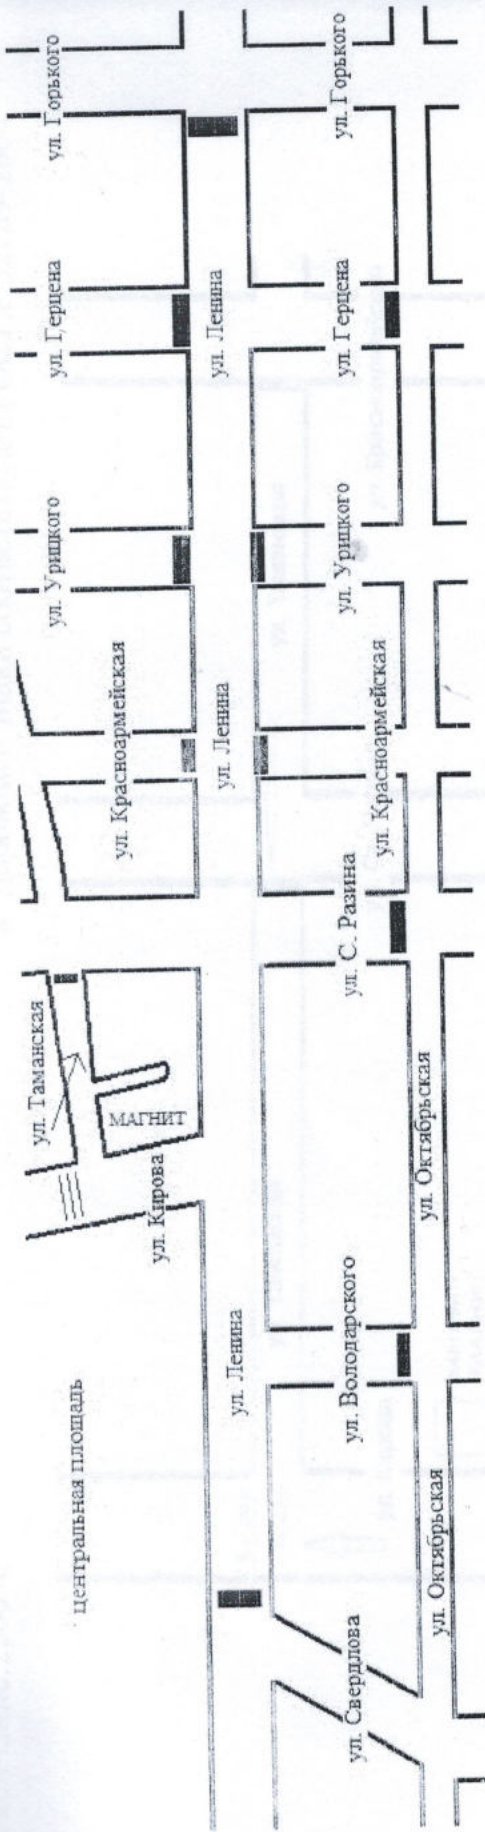 центральная площадь
ул. Кирова
МАГНИТ
ул. Таманская
ул. Красноармейская
ул. Урицкого
ул. Герцена
ул. Горького
ул. Ленина
ул. Ленина
ул. Ленина
ул. Свердлова
ул. Володарского
ул. С. Разина
ул. Красноармейская
ул. Урицкого
ул. Герцена
ул. Горького
ул. Октябрьская
ул. Октябрьская